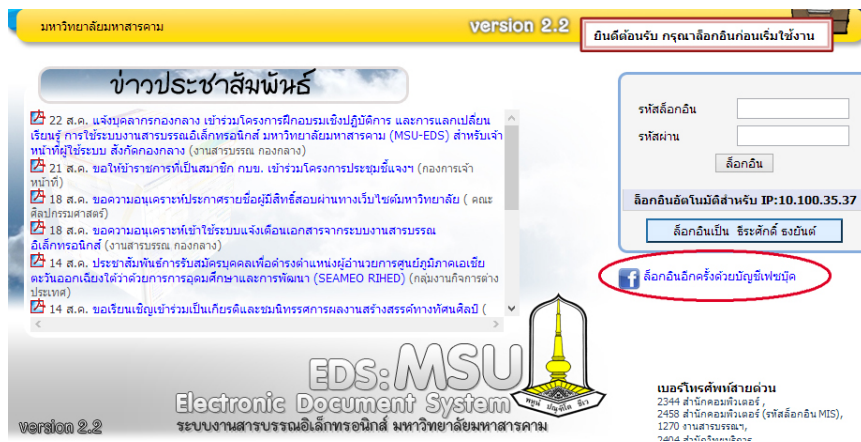 มหาวิทยาลัยมหาสารคาม
version 2.2
ยินดีต้อนรับ กรุณาล็อกอินก่อนเริ่มใช้งาน
ข่าวประชาสัมพันธ์
22 ส.ค. แจ้งบุคลากรกองกลาง เข้าร่วมโครงการฝึกอบรมเชิงปฏิบัติการ และการแลกเปลี่ยน
เรียนรู้ การใช้ระบบงานสารบรรณอิเล็กทรอนิกส์ มหาวิทยาลัยมหาสารคาม (MSU-EDS) สำหรับเจ้า
หน้าที่ผู้ใช้ระบบ สังกัดกองกลาง (งานสารบรรณ กองกลาง)
21 ส.ค. ขอให้ข้าราชการที่เป็นสมาชิก กบข. เข้าร่วมโครงการประชุมชี้แจงฯ (กองการเจ้า
หน้าที่)
18 ส.ค. ขอความอนุเคราะห์ประกาศรายชื่อผู้มีสิทธิ์สอบผ่านทางเว็บไซต์มหาวิทยาลัย ( คณะ
ศิลปกรรมศาสตร์)
18 ส.ค. ขอความอนุเคราะห์เข้าใช้ระบบแจ้งเตือนเอกสารจากระบบงานสารบรรณ
อิเล็กทรอนิกส์ (งานสารบรรณ กองกลาง)
14 ส.ค. ประชาสัมพันธ์การรับสมัครบุคคลเพื่อดำรงตำแหน่งผู้อำนวยการศูนย์ภูมิภาคเอเชีย
ตะวันออกเฉียงใต้ว่าด้วยการการอุดมศึกษาและการพัฒนา (SEAMEO RIHED) (กลุ่มงานกิจการต่าง
ประเทศ)
14 ส.ค. ขอเรียนเชิญเข้าร่วมเป็นเกียรติและชมนิทรรศการผลงานสร้างสรรค์ทางทัศนศิลป์ (
รหัสล็อกอิน
รหัสผ่าน
ล็อกอิน
ล็อกอินอัตโนมัติสำหรับ IP:10.100.35.37
ล็อกอินเป็น ธีระศักดิ์ ธงยันต์
ล็อกอินอีกครั้งด้วยบัญชีเฟซบุ๊ค
EDS:MSU
Electronic Document System
ระบบงานสารบรรณอิเล็กทรอนิกส์ มหาวิทยาลัยมหาสารคาม
version 2.2
พหูนํ ปณฺฑิโต ชีเว
เบอร์โทรศัพท์สายด่วน
2344 สำนักคอมพิวเตอร์ ,
2458 สำนักคอมพิวเตอร์ (รหัสล็อกอิน MIS),
1270 งานสารบรรณฯ,
2404 สำนักวิทยบริการ